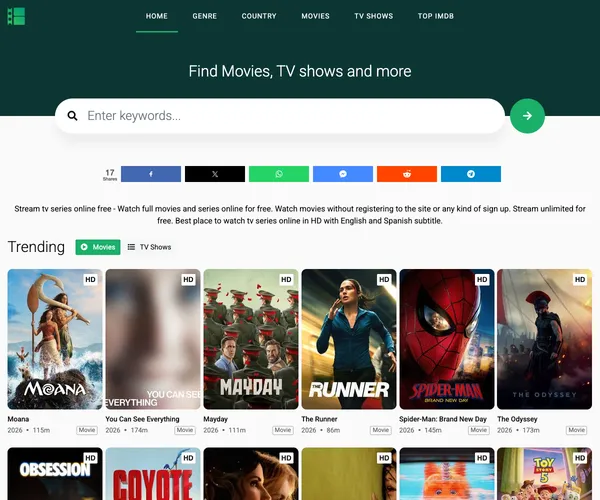 HOME GENRE COUNTRY MOVIES TV SHOWS TOP IMDB
Find Movies, TV shows and more
Enter keywords...
17
Shares
Stream tv series online free - Watch full movies and series online for free. Watch movies without registering to the site or any kind of sign up. Stream unlimited for
free. Best place to watch tv series online in HD with English and Spanish subtitle.
Trending Movies TV Shows
HD HD HD HD HD HD
MOANA
YOU CAN SEE
EVERYTHING
YOU CAN SEE
EVERYTHING
MAYDAY
THE RUNNER
SPIDER-MAN
BRAND NEW DAY
THE ODYSSEY
Moana You Can See Everything Mayday The Runner Spider-Man: Brand New Day The Odyssey
2026 • 115m Movie 2026 • 174m Movie 2026 • 111m Movie 2026 • 86m Movie 2026 • 145m Movie 2026 • 173m Movie
HD HD HD HD HD HD
OBSESSION
COYOTE
TOY
STORY
5